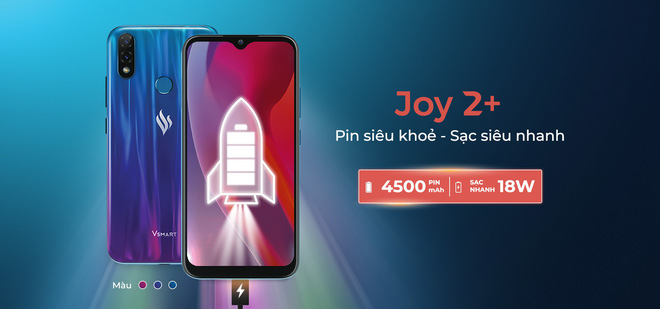 Joy 2+
Pin siêu khoẻ - Sạc siêu nhanh
4500 PIN mAh | SẠC NHANH 18W
VSMART
Màu